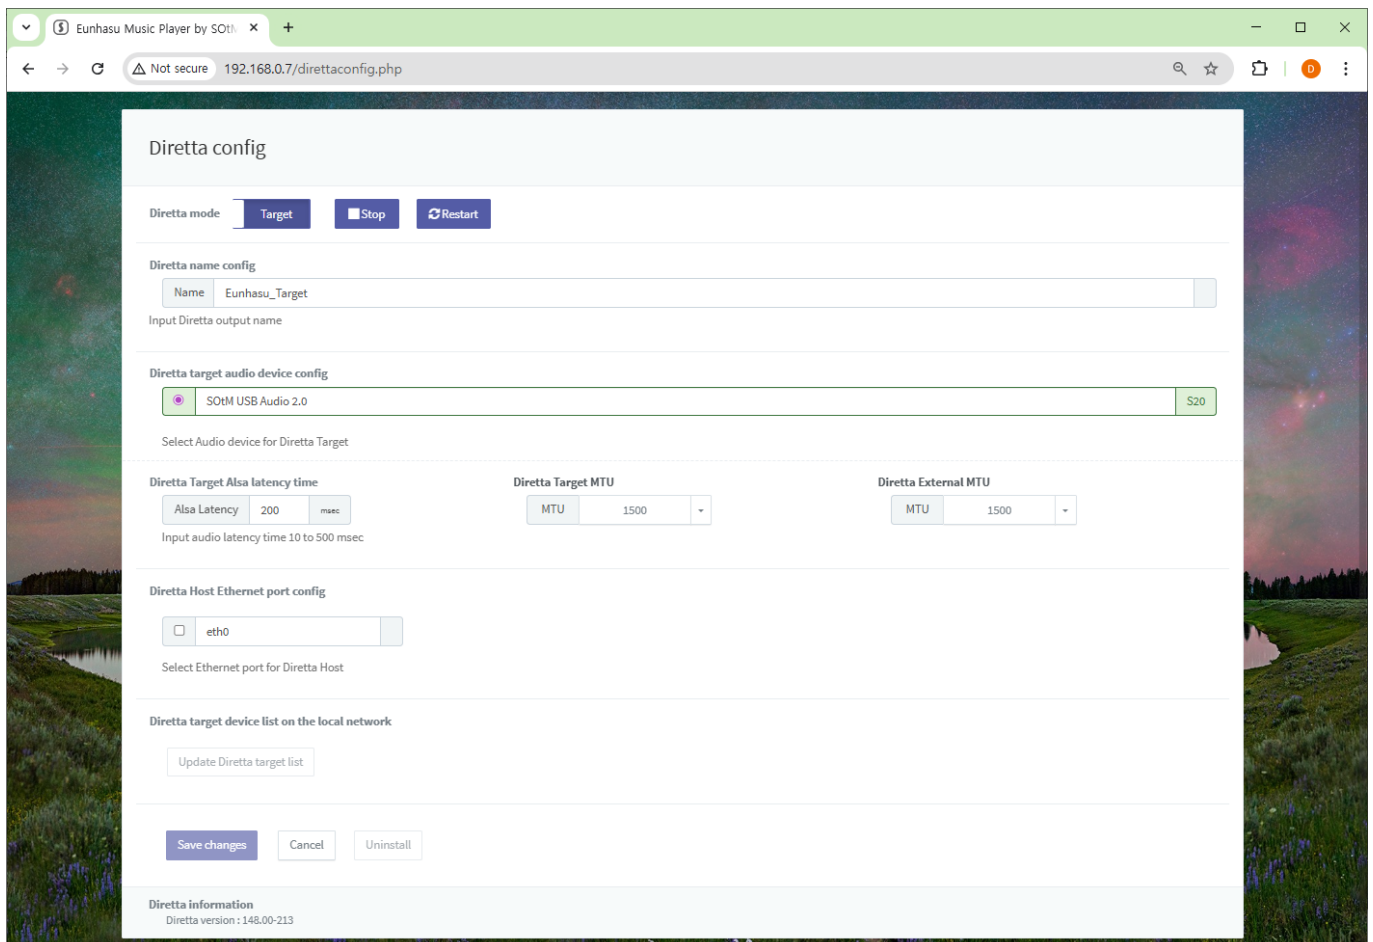 Eunhasu Music Player by SOtM
Not secure 192.168.0.7/direttaconfig.php
D
Diretta config
Diretta mode Target Stop Restart
Diretta name config
Name Eunhasu_Target
Input Diretta output name
Diretta target audio device config
SOtM USB Audio 2.0 S20
Select Audio device for Diretta Target
Diretta Target Alsa latency time Diretta Target MTU Diretta External MTU
Alsa Latency 200 msec MTU 1500 MTU 1500
Input audio latency time 10 to 500 msec
Diretta Host Ethernet port config
eth0
Select Ethernet port for Diretta Host
Diretta target device list on the local network
Update Diretta target list
Save changes Cancel Uninstall
Diretta information
Diretta version : 148.00-213